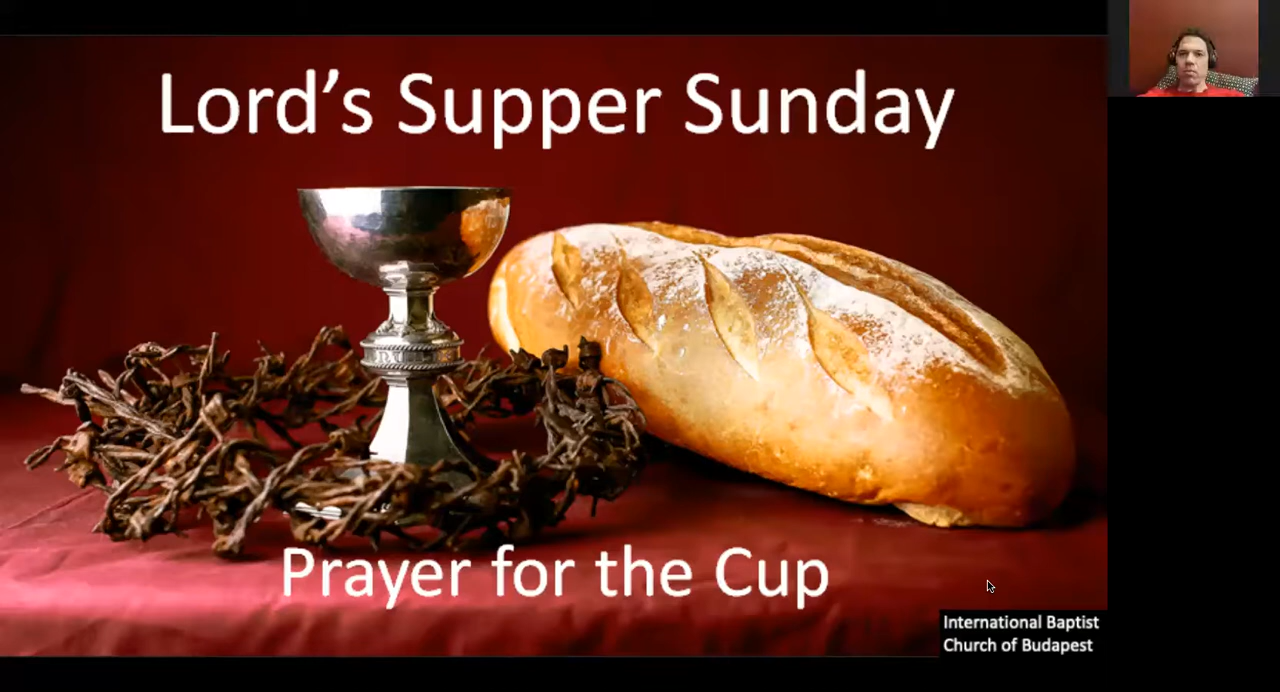 Lord’s Supper Sunday
Prayer for the Cup
International Baptist
Church of Budapest